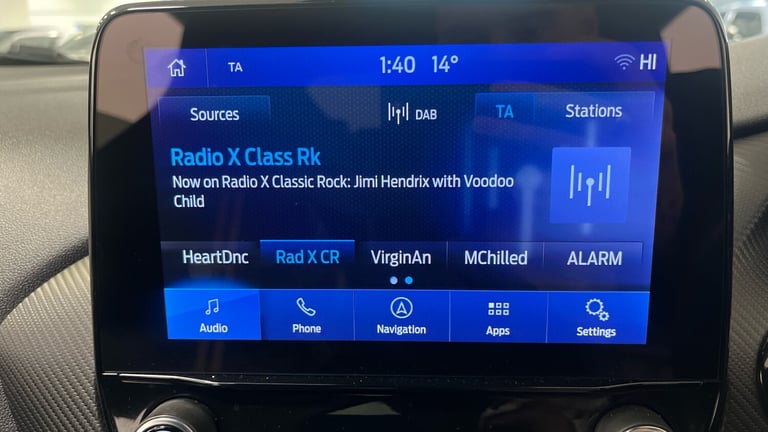 TA 1:40 14° HI
Sources DAB TA Stations
Radio X Class Rk
Now on Radio X Classic Rock: Jimi Hendrix with Voodoo
Child
HeartDnc Rad X CR VirginAn MChilled ALARM
Audio Phone Navigation Apps Settings